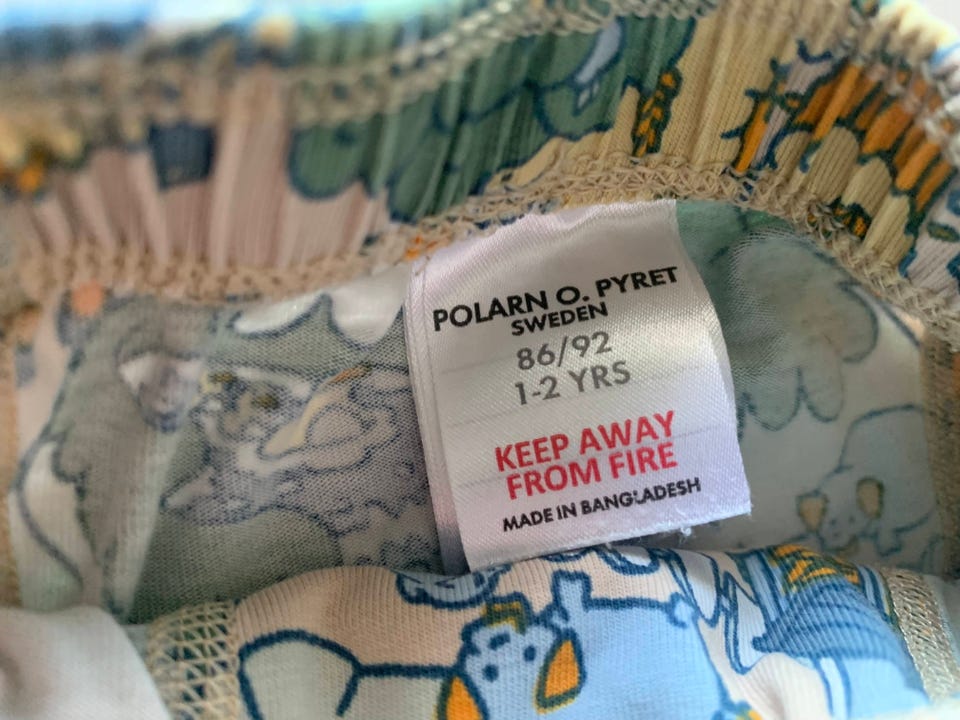 POLARN O. PYRET
SWEDEN
86/92
1-2 YRS
KEEP AWAY
FROM FIRE
MADE IN BANGLADESH